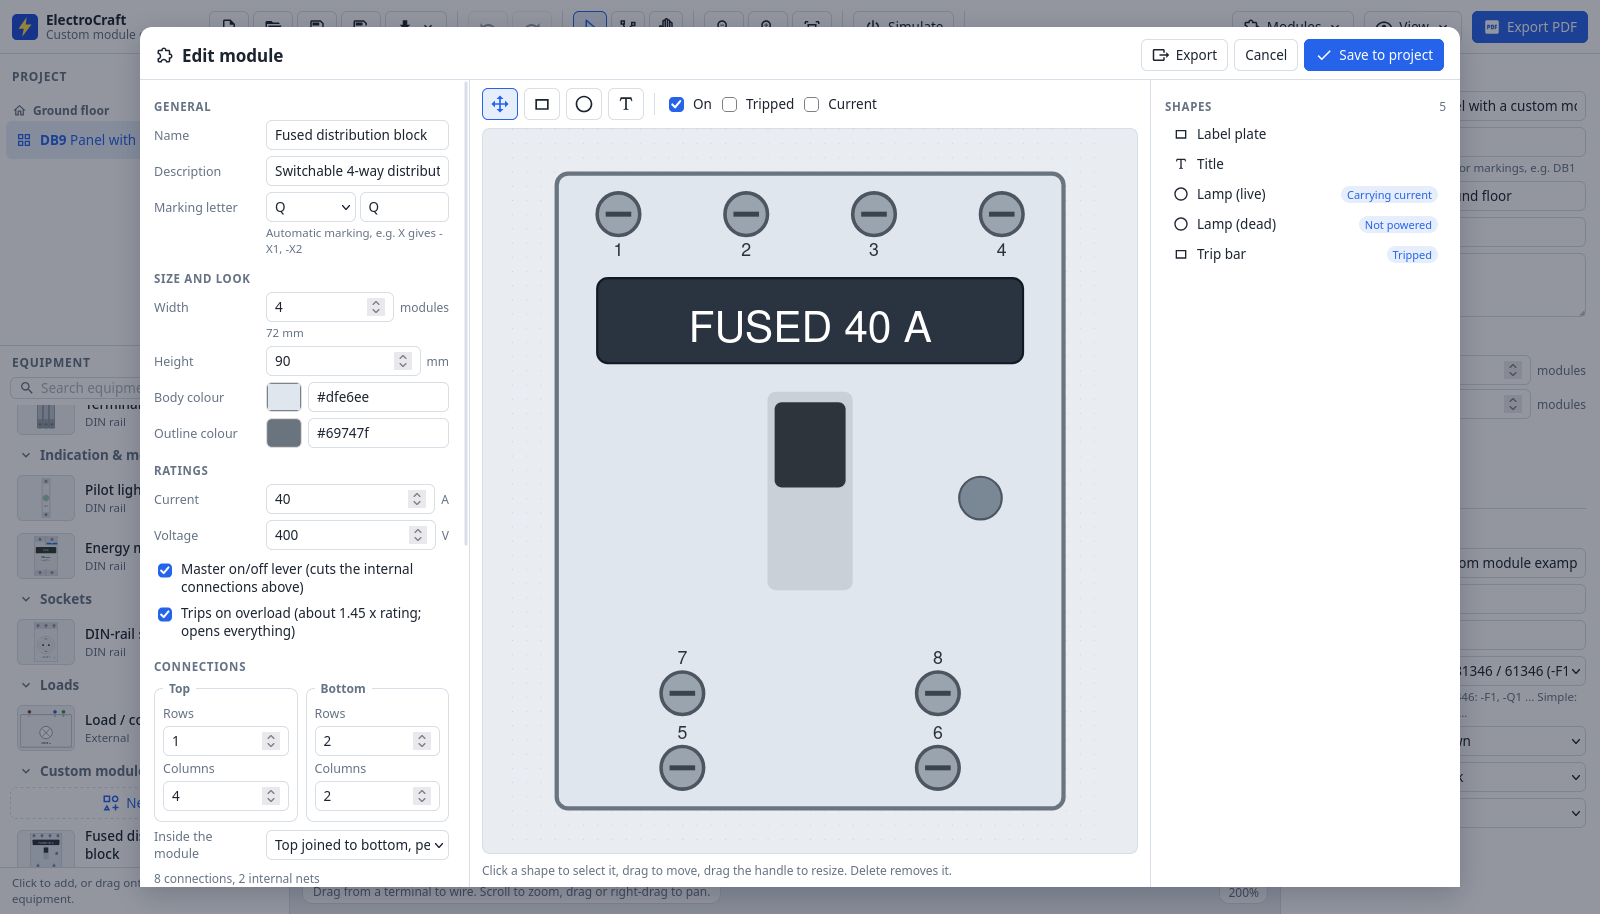 ElectroCraft
Custom module
Simulate
Modules
View
Export PDF
PROJECT
Ground floor
DB9 Panel with
EQUIPMENT
Search equipme
Terminal
DIN rail
Indication & m
Pilot ligh
DIN rail
Energy n
DIN rail
Sockets
DIN-rail
DIN rail
Loads
Load / co
External
Custom modul
Ne
Fused di
block
Click to add, or drag ont
equipment.
Edit module
Export
Cancel
Save to project
GENERAL
Name
Fused distribution block
Description
Switchable 4-way distribut
Marking letter
Q
Q
Automatic marking, e.g. X gives -
X1, -X2
SIZE AND LOOK
Width
4
modules
72 mm
Height
90
mm
Body colour
#dfe6ee
Outline colour
#69747f
RATINGS
Current
40
A
Voltage
400
V
Master on/off lever (cuts the internal
connections above)
Trips on overload (about 1.45 x rating;
opens everything)
CONNECTIONS
Top
Rows
1
Columns
4
Bottom
Rows
2
Columns
2
Inside the
module
Top joined to bottom, pe
8 connections, 2 internal nets
T
On
Tripped
Current
1
2
3
4
FUSED 40 A
7
8
5
6
Click a shape to select it, drag to move, drag the handle to resize. Delete removes it.
SHAPES
5
Label plate
T Title
Lamp (live)
Carrying current
Lamp (dead)
Not powered
Trip bar
Tripped
el with a custom mo
or markings, e.g. DB1
nd floor
modules
modules
om module examp
81346 / 61346 (-F1
46: -F1, -Q1 ... Simple:
wn
Drag from a terminal to wire. Scroll to zoom, drag or right-drag to pan.
200%